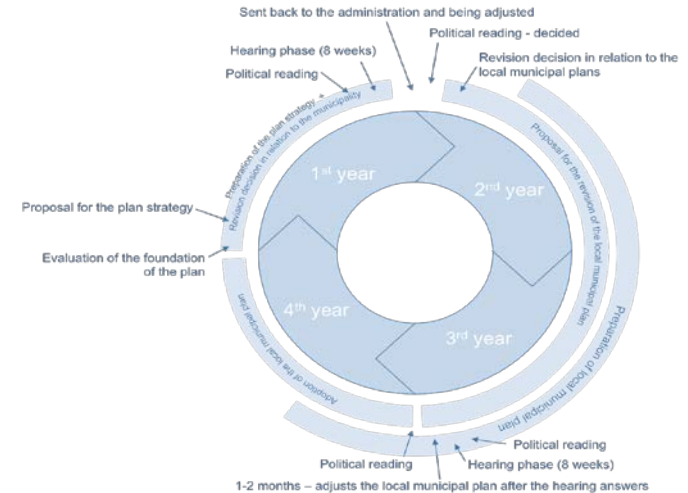 Sent back to the administration and being adjusted
Political reading - decided
Hearing phase (8 weeks)
Revision decision in relation to the
local municipal plans
Political reading
Preparation of the plan strategy +
Revision decision in relation to the municipality
1st year
2nd year
Proposal for the revision of the local municipal plan
Proposal for the plan strategy
Evaluation of the foundation
of the plan
4th year
3rd year
Adoption of the local municipal plan
Preparation of local municipal plan
Political reading
Political reading
Hearing phase (8 weeks)
1-2 months – adjusts the local municipal plan after the hearing answers